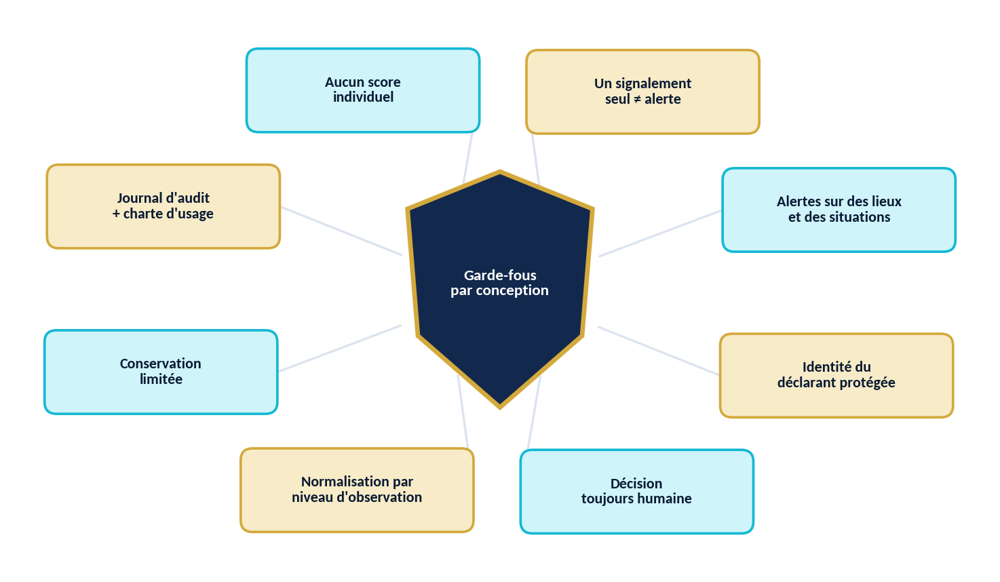 Aucun score
individuel
Un signalement
seul ≠ alerte
Journal d'audit
+ charte d'usage
Alertes sur des lieux
et des situations
Garde-fous
par conception
Conservation
limitée
Identité du
déclarant protégée
Normalisation par
niveau d'observation
Décision
toujours humaine